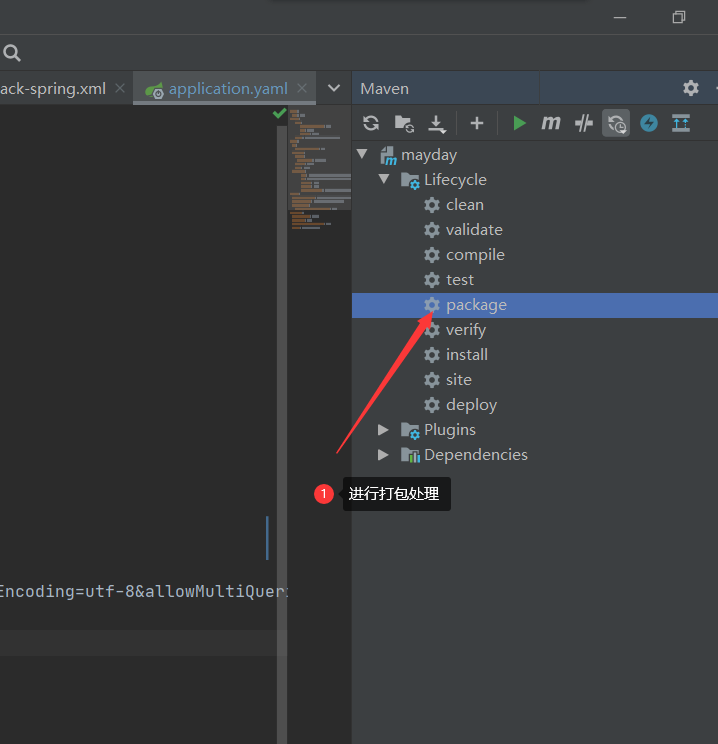 ack-spring.xml
application.yaml
Maven
m
mayday
Lifecycle
clean
validate
compile
test
package
verify
install
site
deploy
Plugins
Dependencies
1
进行打包处理
Encoding=utf-8&allowMultiQueri